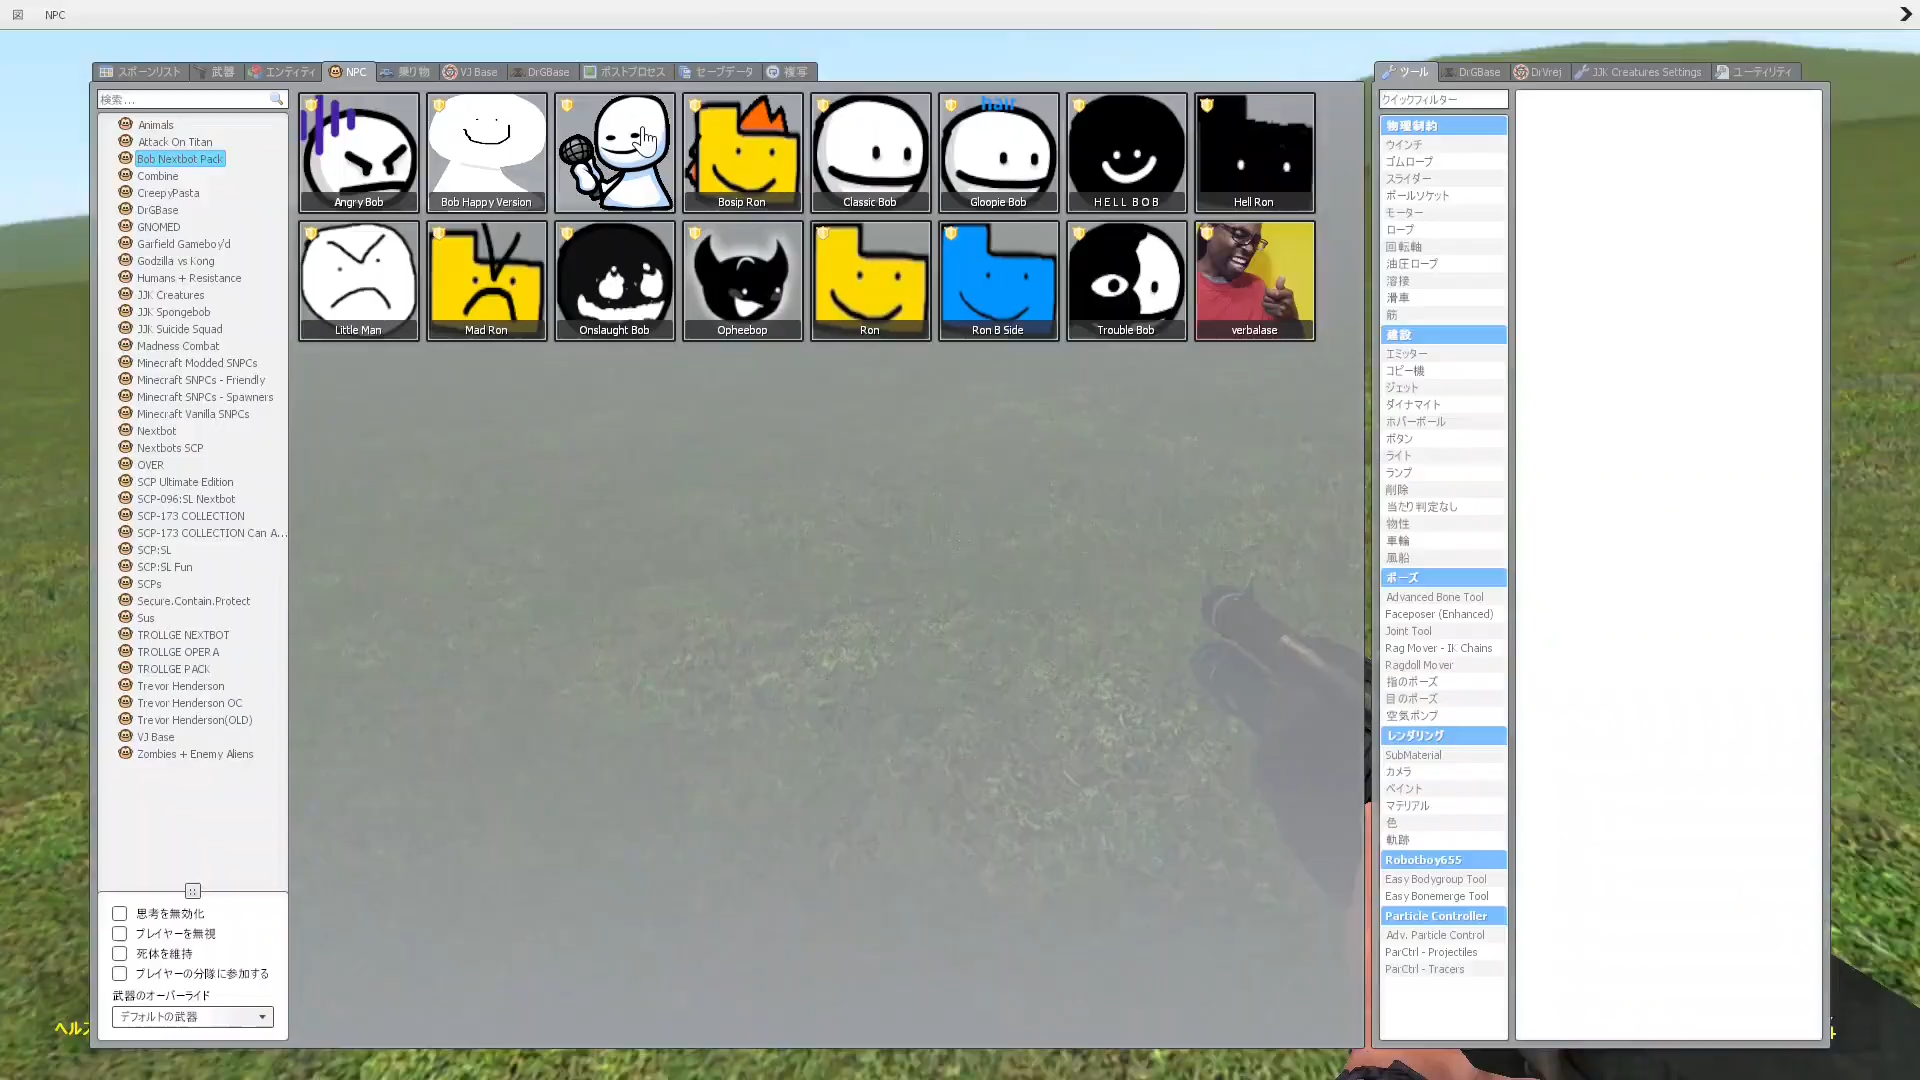 図 NPC
スポーンリスト 武器 エンティティ NPC 乗り物 VJ Base DrGBase ポストプロセス セーブデータ 複写
ツール DrGBase DrVrej JJK Creatures Settings ユーティリティ
検索...
Animals
Attack On Titan
Bob Nextbot Pack
Combine
CreepyPasta
DrGBase
GNOMED
Garfield Gameboy'd
Godzilla vs Kong
Humans + Resistance
JJK Creatures
JJK Spongebob
JJK Suicide Squad
Madness Combat
Minecraft Modded SNPCs
Minecraft SNPCs - Friendly
Minecraft SNPCs - Spawners
Minecraft Vanilla SNPCs
Nextbot
Nextbots SCP
OVER
SCP Ultimate Edition
SCP-096:SL Nextbot
SCP-173 COLLECTION
SCP-173 COLLECTION Can A...
SCP:SL
SCP:SL Fun
SCPs
Secure.Contain.Protect
Sus
TROLLGE NEXTBOT
TROLLGE OPERA
TROLLGE PACK
Trevor Henderson
Trevor Henderson OC
Trevor Henderson(OLD)
VJ Base
Zombies + Enemy Aliens
思考を無効化
プレイヤーを無視
死体を維持
プレイヤーの分隊に参加する
武器のオーバーライド
デフォルトの武器
ヘル
hair
Angry Bob Bob Happy Version Bosip Ron Classic Bob Gloopie Bob H E L L B O B Hell Ron
Little Man Mad Ron Onslaught Bob Opheebop Ron Ron B Side Trouble Bob verbalase
クイックフィルター
物理制約
ウインチ
ゴムロープ
スライダー
ボールソケット
モーター
ロープ
回転軸
油圧ロープ
溶接
滑車
筋
建設
エミッター
コピー機
ジェット
ダイナマイト
ホバーボール
ボタン
ライト
ランプ
削除
当たり判定なし
物性
車輪
風船
ポーズ
Advanced Bone Tool
Faceposer (Enhanced)
Joint Tool
Rag Mover - IK Chains
Ragdoll Mover
指のポーズ
目のポーズ
空気ポンプ
レンダリング
SubMaterial
カメラ
ペイント
マテリアル
色
軌跡
Robotboy655
Easy Bodygroup Tool
Easy Bonemerge Tool
Particle Controller
Adv. Particle Control
ParCtrl - Projectiles
ParCtrl - Tracers